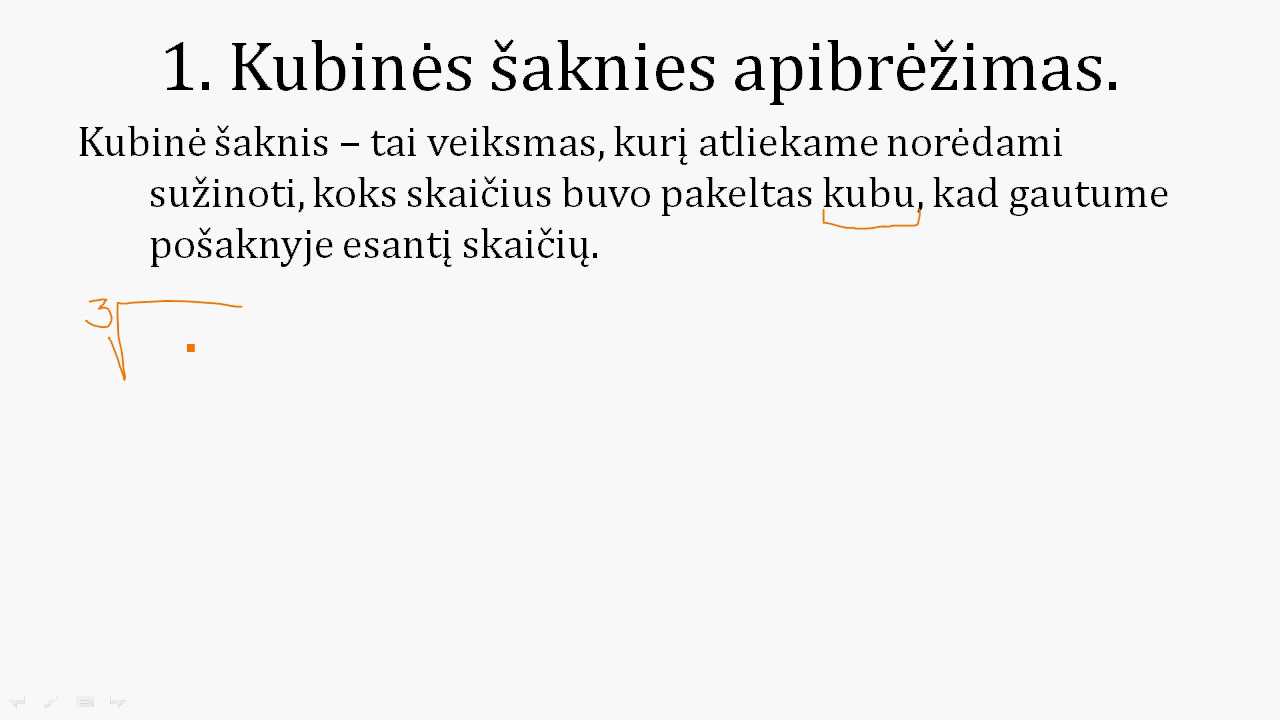 1. Kubinės šaknies apibrėžimas.
Kubinė šaknis – tai veiksmas, kurį atliekame norėdami
sužinoti, koks skaičius buvo pakeltas kubu, kad gautume
pošaknyje esantį skaičių.
3√